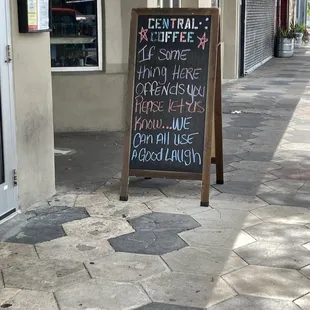 CENTRAL
COFFEE
If some
thing Here
offends you
Please let us
Know...WE
Can All USE
A Good Laugh